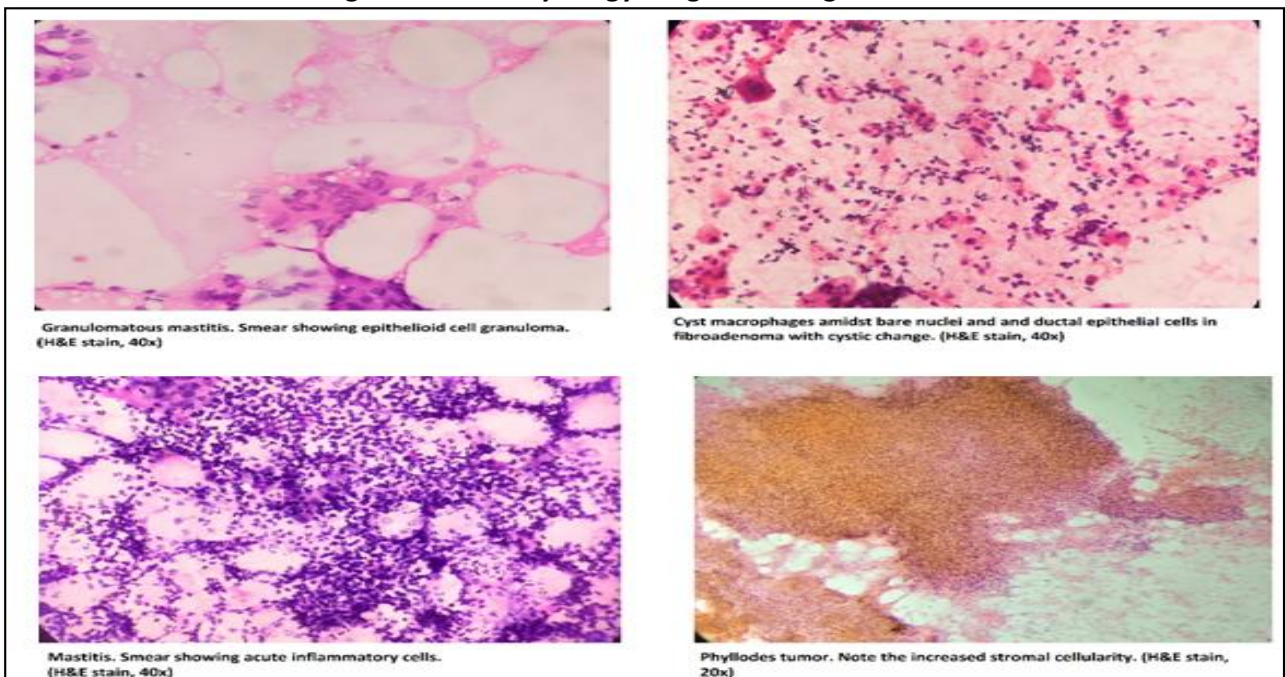 Granulomatous mastitis. Smear showing epithelioid cell granuloma.
(H&E stain, 40x)
Cyst macrophages amidst bare nuclei and and ductal epithelial cells in
fibroadenoma with cystic change. (H&E stain, 40x)
Mastitis. Smear showing acute inflammatory cells.
(H&E stain, 40x)
Phyllodes tumor. Note the increased stromal cellularity. (H&E stain,
20x)